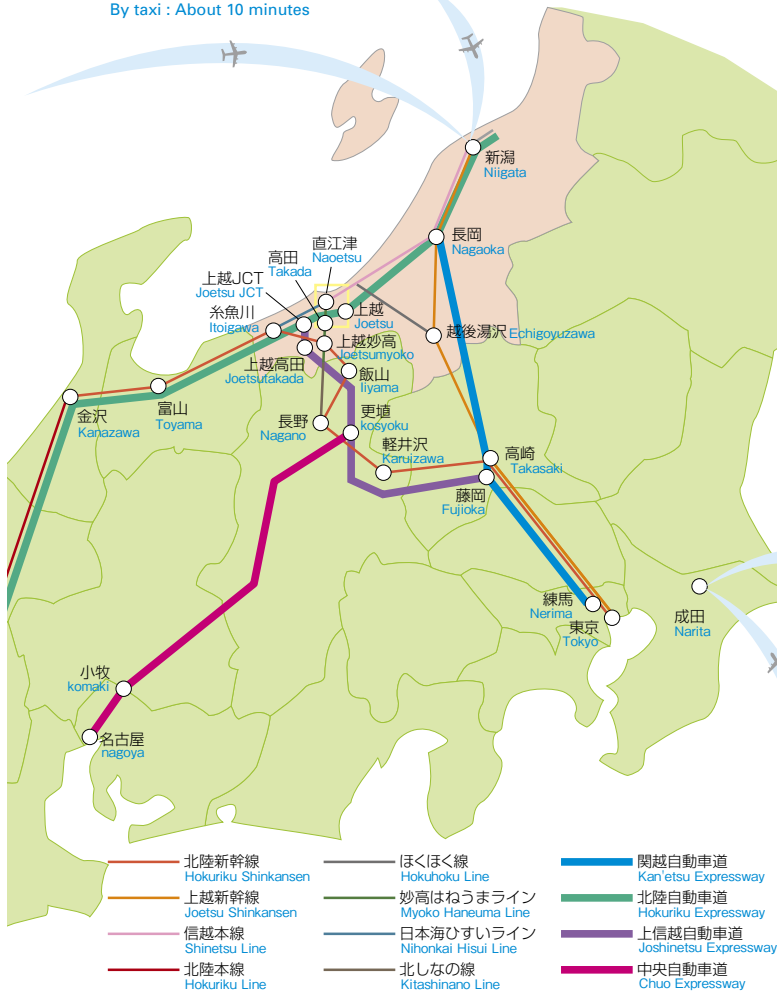 By taxi : About 10 minutes
新潟
Niigata
長岡
Nagaoka
直江津
Naoetsu
高田
Takada
上越JCT
Joetsu JCT
糸魚川
Itoigawa
上越
Joetsu
越後湯沢 Echigoyuzawa
上越妙高
Joetsumyoko
上越高田
Joetsutakada
飯山
Iiyama
金沢
Kanazawa
富山
Toyama
長野
Nagano
更埴
kosyoku
軽井沢
Karuizawa
高崎
Takasaki
藤岡
Fujioka
練馬
Nerima
東京
Tokyo
成田
Narita
小牧
komaki
名古屋
nagoya
北陸新幹線
Hokuriku Shinkansen
上越新幹線
Joetsu Shinkansen
信越本線
Shinetsu Line
北陸本線
Hokuriku Line
ほくほく線
Hokuhoku Line
妙高はねうまライン
Myoko Haneuma Line
日本海ひすいライン
Nihonkai Hisui Line
北しなの線
Kitashinano Line
関越自動車道
Kan'etsu Expressway
北陸自動車道
Hokuriku Expressway
上信越自動車道
Joshinetsu Expressway
中央自動車道
Chuo Expressway